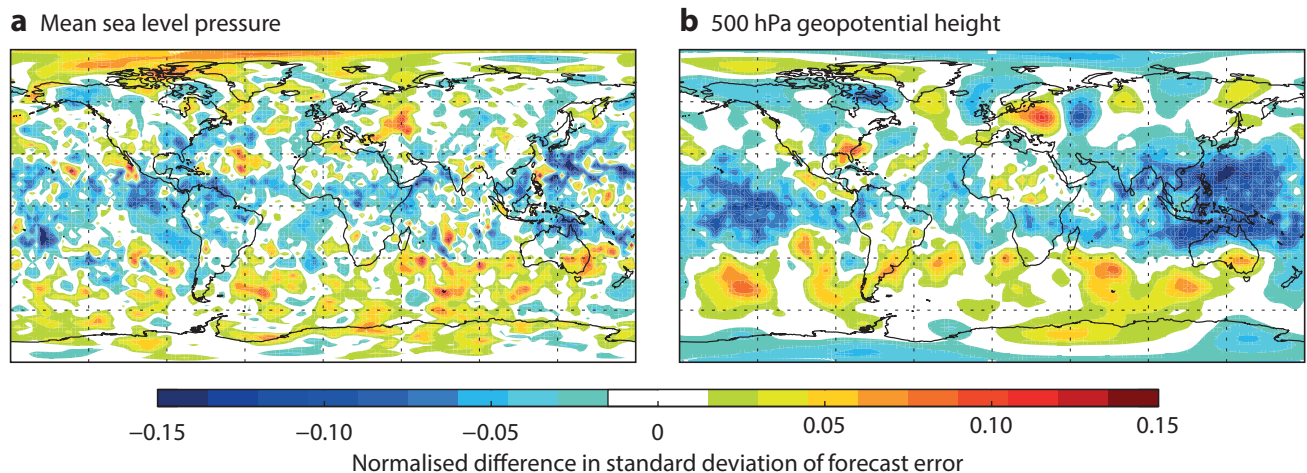 a Mean sea level pressure
b 500 hPa geopotential height
−0.15 −0.10 −0.05 0 0.05 0.10 0.15
Normalised difference in standard deviation of forecast error